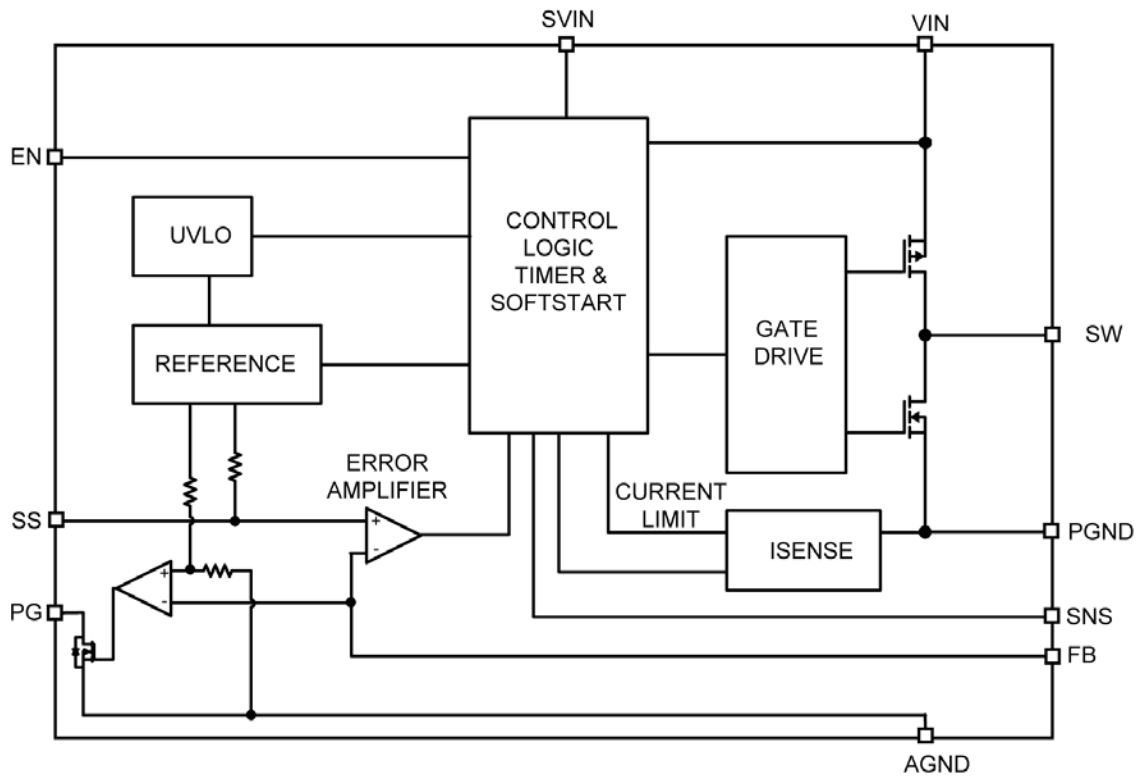 SVIN
VIN
EN
UVLO
CONTROL
LOGIC
TIMER &
SOFTSTART
REFERENCE
GATE
DRIVE
SW
ERROR
AMPLIFIER
CURRENT
LIMIT
SS
+
-
ISENSE
PGND
+
-
PG
SNS
FB
AGND